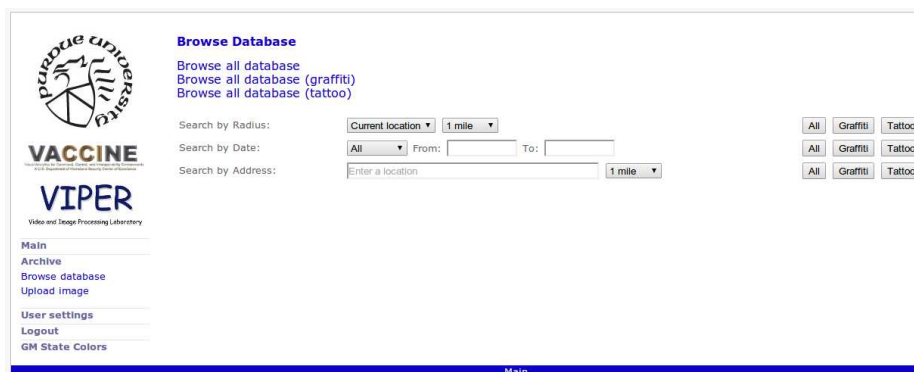 PURDUE UNIVERSITY
VACCINE
VIPER
Video and Image Processing Laboratory
Main
Archive
Browse database
Upload image
User settings
Logout
GM State Colors
Browse Database
Browse all database
Browse all database (graffiti)
Browse all database (tattoo)
Search by Radius: Current location 1 mile All Graffiti Tattoo
Search by Date: All From: To: All Graffiti Tattoo
Search by Address: Enter a location 1 mile All Graffiti Tattoo
Main